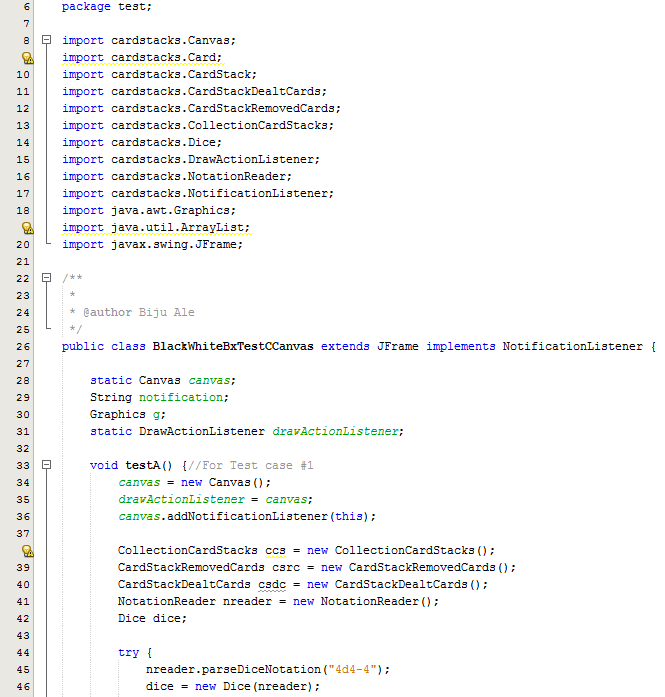 6 package test;
7
8 import cardstacks.Canvas;
import cardstacks.Card;
10 import cardstacks.CardStack;
11 import cardstacks.CardStackDealtCards;
12 import cardstacks.CardStackRemovedCards;
13 import cardstacks.CollectionCardStacks;
14 import cardstacks.Dice;
15 import cardstacks.DrawActionListener;
16 import cardstacks.NotationReader;
17 import cardstacks.NotificationListener;
18 import java.awt.Graphics;
import java.util.ArrayList;
20 import javax.swing.JFrame;
21
22 /**
23 *
24 * @author Biju Ale
25 */
26 public class BlackWhiteBxTestCCanvas extends JFrame implements NotificationListener {
27
28 static Canvas canvas;
29 String notification;
30 Graphics g;
31 static DrawActionListener drawActionListener;
32
33 void testA() {//For Test case #1
34 canvas = new Canvas();
35 drawActionListener = canvas;
36 canvas.addNotificationListener(this);
37
CollectionCardStacks ccs = new CollectionCardStacks();
39 CardStackRemovedCards csrc = new CardStackRemovedCards();
40 CardStackDealtCards csdc = new CardStackDealtCards();
41 NotationReader nreader = new NotationReader();
42 Dice dice;
43
44 try {
45 nreader.parseDiceNotation("4d4-4");
46 dice = new Dice(nreader);